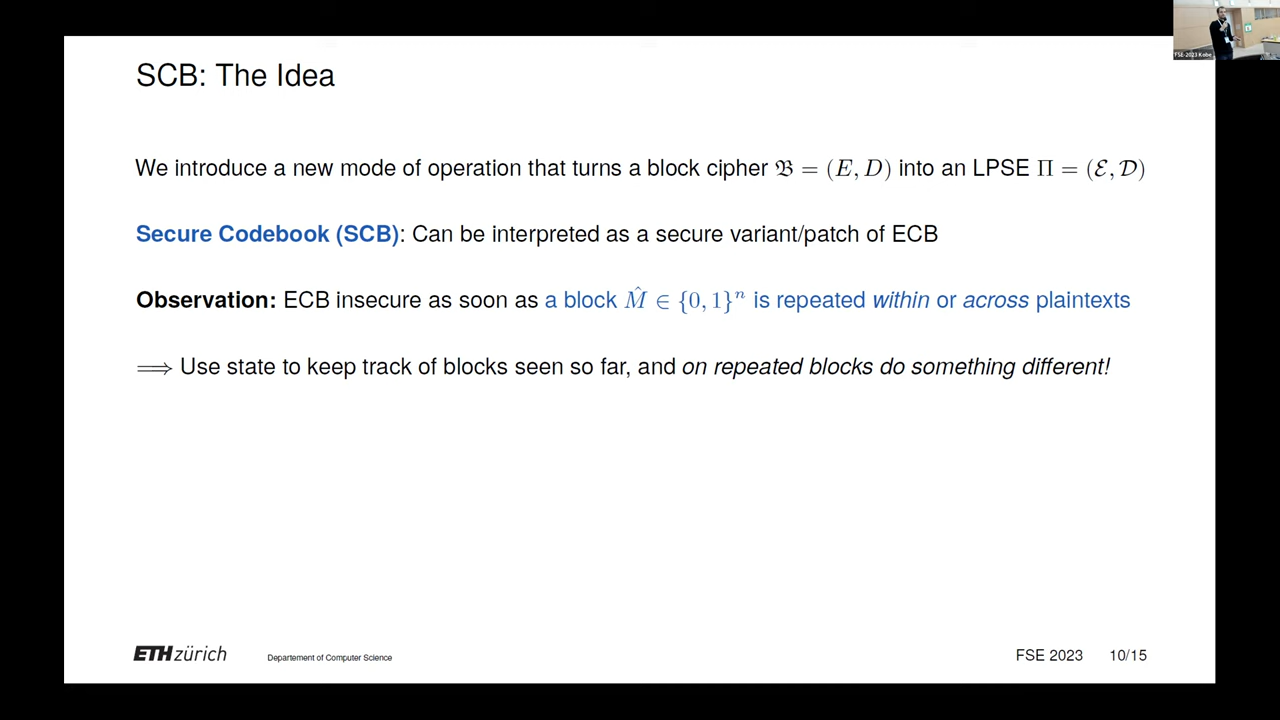 SCB: The Idea
We introduce a new mode of operation that turns a block cipher 𝔅 = (E, D) into an LPSE Π = (ℰ, 𝒟)
Secure Codebook (SCB): Can be interpreted as a secure variant/patch of ECB
Observation: ECB insecure as soon as a block M̂ ∈ {0, 1}ⁿ is repeated within or across plaintexts
⟹ Use state to keep track of blocks seen so far, and on repeated blocks do something different!
ETH zürich
Departement of Computer Science
FSE 2023 10/15
FSE 2023 Kobe